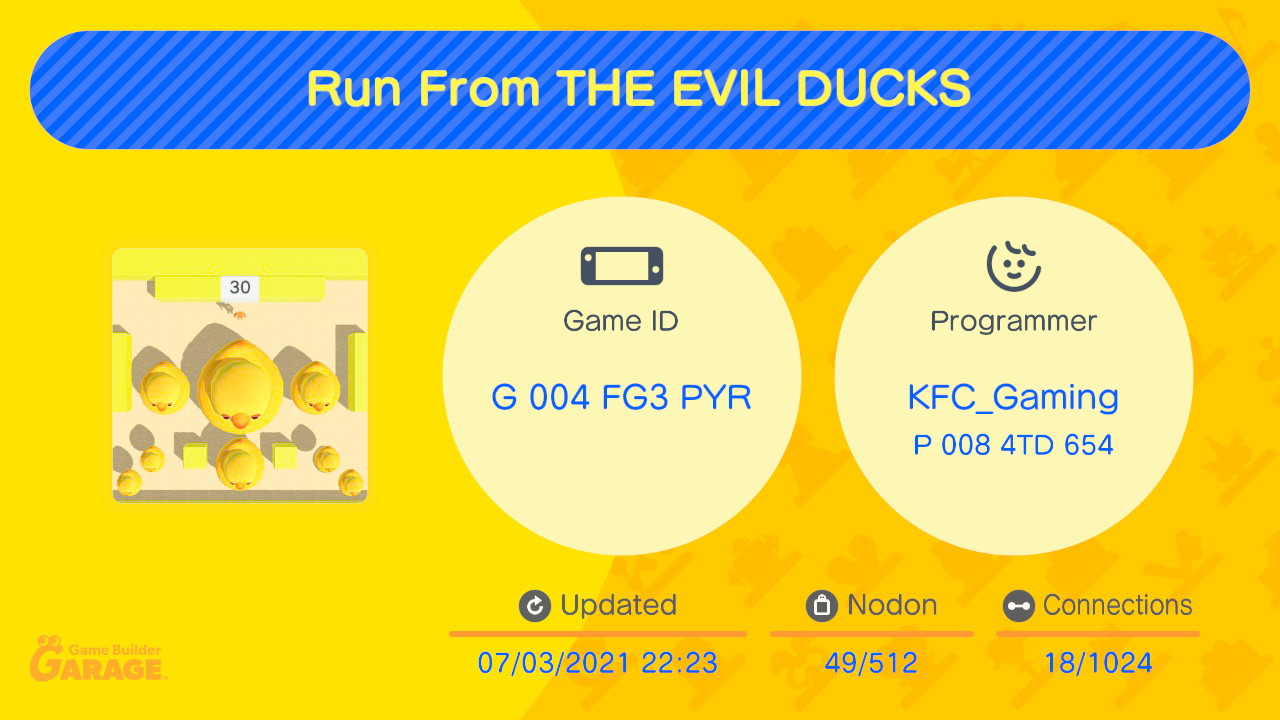 Run From THE EVIL DUCKS
30
Game ID
G 004 FG3 PYR
Programmer
KFC_Gaming
P 008 4TD 654
Updated
07/03/2021 22:23
Nodon
49/512
Connections
18/1024
Game Builder
GARAGE